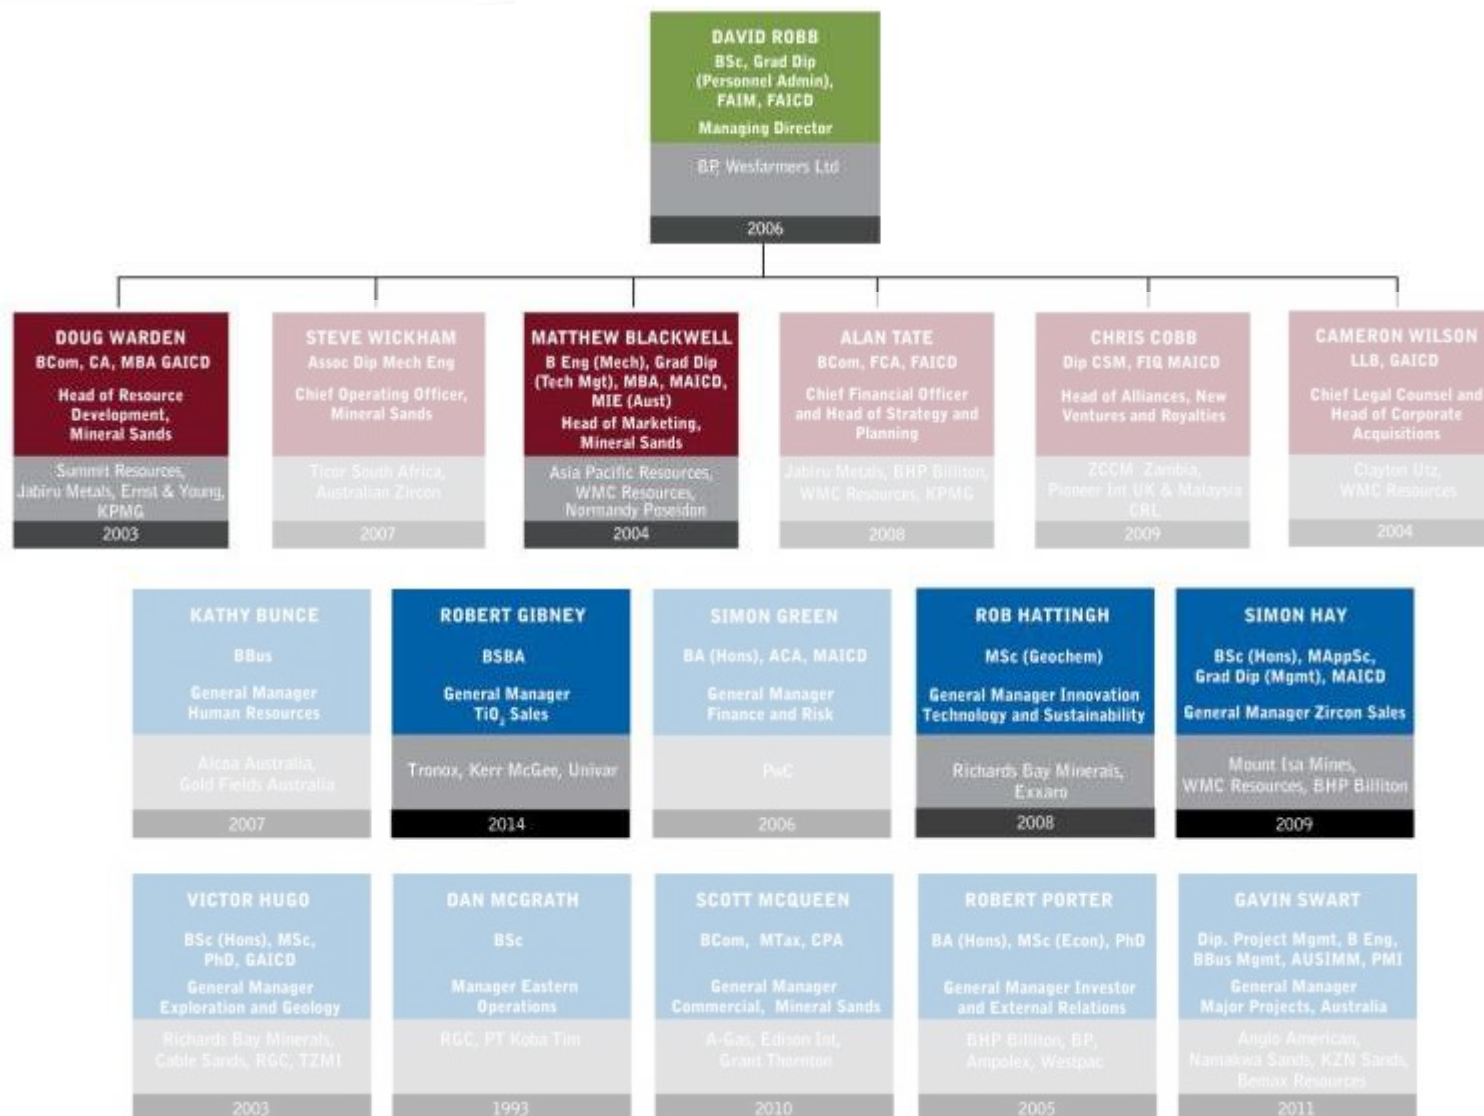 DAVID ROBB
BSc, Grad Dip
(Personnel Admin),
FAIM, FAICD
Managing Director
BP, Wesfarmers Ltd
2006
DOUG WARDEN
BCom, CA, MBA GAICD
Head of Resource
Development,
Mineral Sands
Summit Resources,
Jabiru Metals, Ernst & Young,
KPMG
2003
STEVE WICKHAM
Assoc Dip Mech Eng
Chief Operating Officer,
Mineral Sands
Ticor South Africa,
Australian Zircon
2007
MATTHEW BLACKWELL
B Eng (Mech), Grad Dip
(Tech Mgt), MBA, MAICD,
MIE (Aust)
Head of Marketing,
Mineral Sands
Asia Pacific Resources,
WMC Resources,
Normandy Poseidon
2004
ALAN TATE
BCom, FCA, FAICD
Chief Financial Officer
and Head of Strategy and
Planning
Jabiru Metals, BHP Billiton,
WMC Resources, KPMG
2008
CHRIS COBB
Dip CSM, FIQ MAICD
Head of Alliances, New
Ventures and Royalties
ZCCM Zambia,
Pioneer Int UK & Malaysia
CRL
2009
CAMERON WILSON
LLB, GAICD
Chief Legal Counsel and
Head of Corporate
Acquisitions
Clayton Utz,
WMC Resources
2004
KATHY BUNCE
BBus
General Manager
Human Resources
Alcoa Australia,
Gold Fields Australia
2007
ROBERT GIBNEY
BSBA
General Manager
TiO₂ Sales
Tronox, Kerr McGee, Univar
2014
SIMON GREEN
BA (Hons), ACA, MAICD
General Manager
Finance and Risk
PwC
2006
ROB HATTINGH
MSc (Geochem)
General Manager Innovation
Technology and Sustainability
Richards Bay Minerals,
Exxaro
2008
SIMON HAY
BSc (Hons), MAppSc,
Grad Dip (Mgmt), MAICD
General Manager Zircon Sales
Mount Isa Mines,
WMC Resources, BHP Billiton
2009
VICTOR HUGO
BSc (Hons), MSc,
PhD, GAICD
General Manager
Exploration and Geology
Richards Bay Minerals,
Cable Sands, RGC, TZMI
2003
DAN MCGRATH
BSc
Manager Eastern
Operations
RGC, PT Koba Tin
1993
SCOTT MCQUEEN
BCom, MTax, CPA
General Manager
Commercial, Mineral Sands
A-Gas, Edison Int,
Grant Thornton
2010
ROBERT PORTER
BA (Hons), MSc (Econ), PhD
General Manager Investor
and External Relations
BHP Billiton, BP,
Ampolex, Westpac
2005
GAVIN SWART
Dip. Project Mgmt, B Eng,
BBus Mgmt, AUSIMM, PMI
General Manager
Major Projects, Australia
Anglo American,
Namakwa Sands, KZN Sands,
Bemax Resources
2011